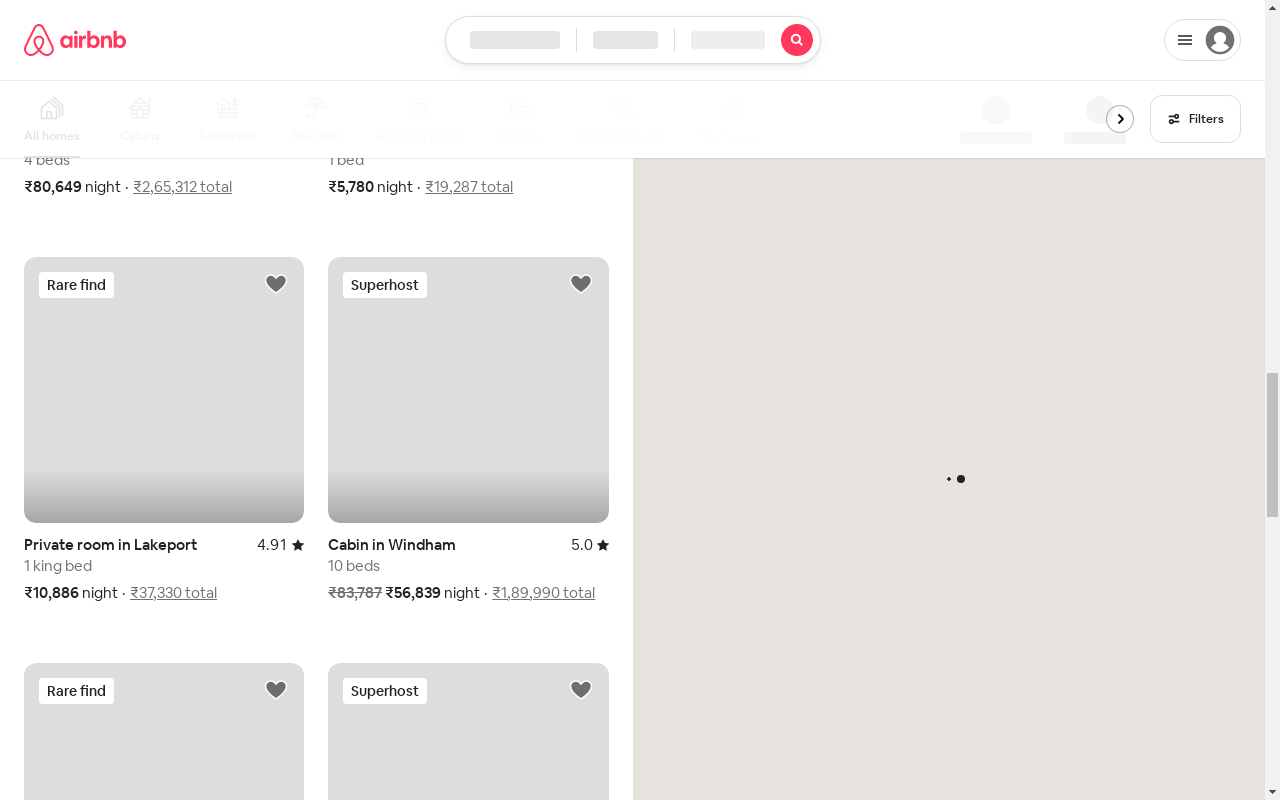 airbnb
All homes
Cabins
Lakefront
Beaches
Filters
4 beds
1 bed
₹80,649 night · ₹2,65,312 total
₹5,780 night · ₹19,287 total
Rare find
Superhost
Private room in Lakeport 4.91
Cabin in Windham 5.0
1 king bed
10 beds
₹10,886 night · ₹37,330 total
₹83,787 ₹56,839 night · ₹1,89,990 total
Rare find
Superhost